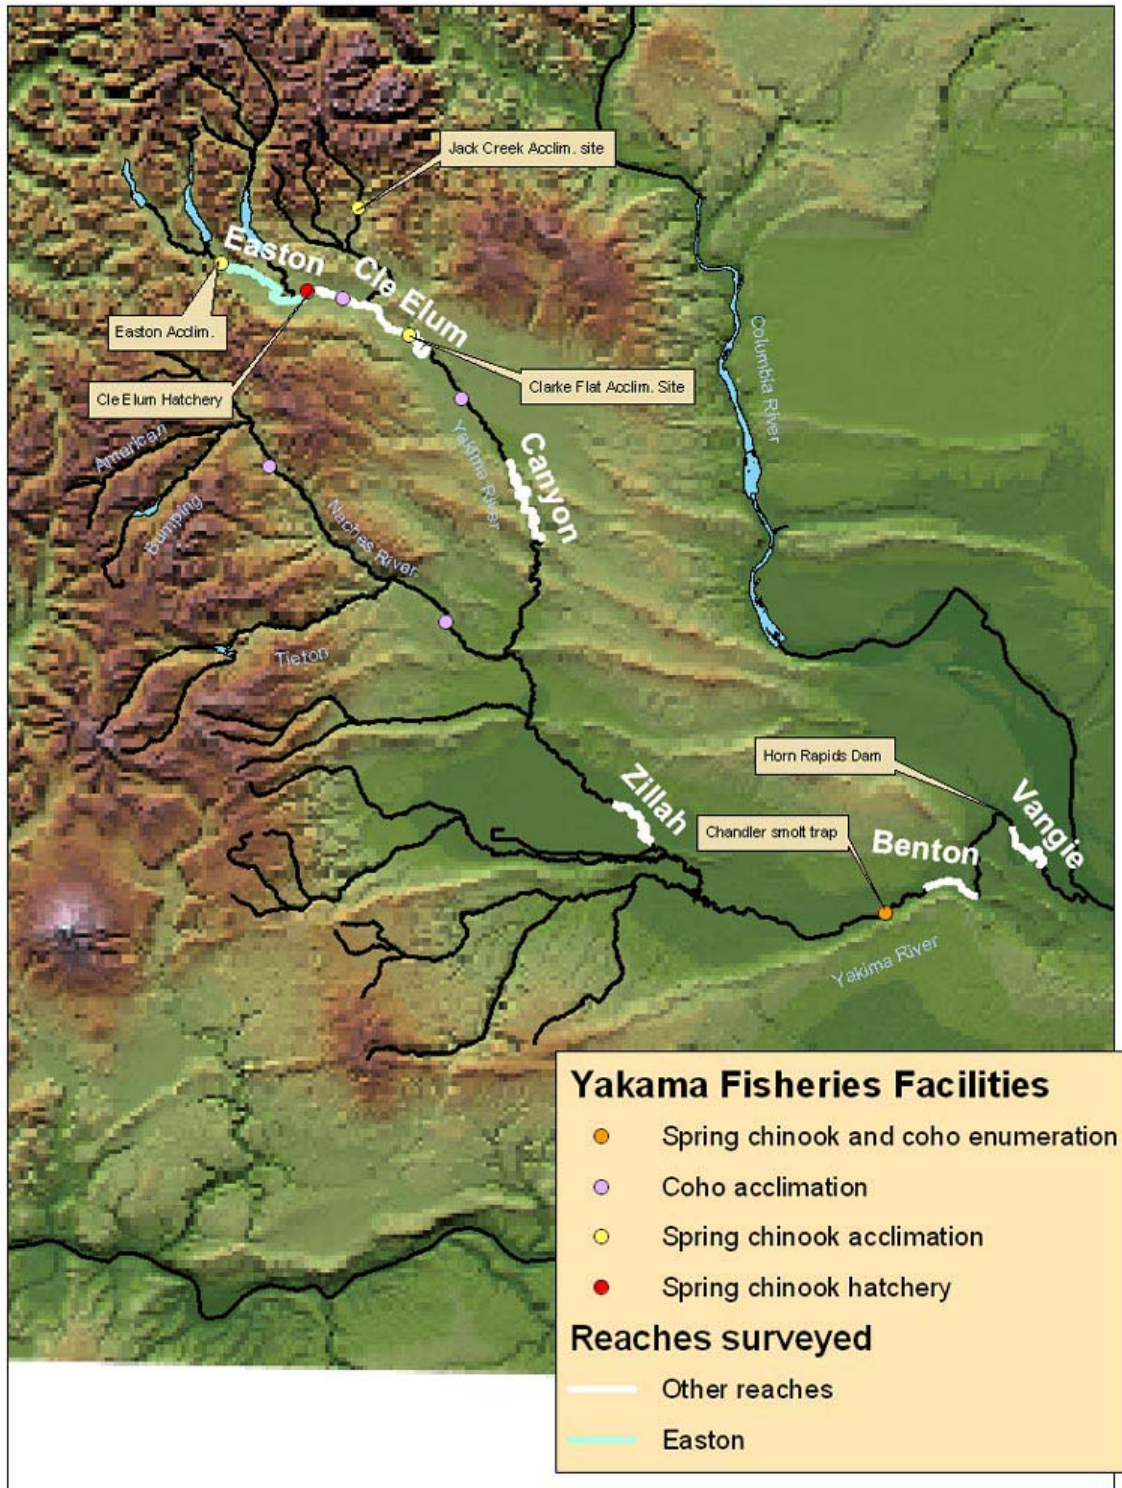 Jack Creek Acclim. site
Easton
Cle Elum
Easton Acclim.
Columbia River
Cle Elum Hatchery
Clarke Flat Acclim. Site
American
Yakima River
Canyon
Bumping
Naches River
Tieton
Horn Rapids Dam
Zillah
Vangie
Chandler smolt trap
Benton
Yakima River
Yakama Fisheries Facilities
Spring chinook and coho enumeration
Coho acclimation
Spring chinook acclimation
Spring chinook hatchery
Reaches surveyed
Other reaches
Easton